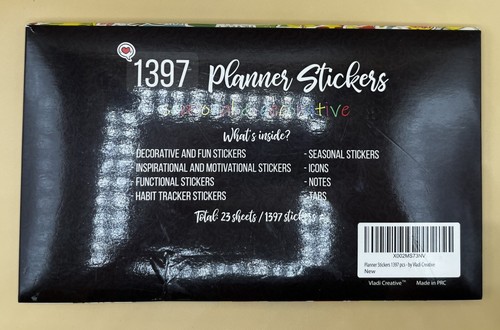 1397 Planner Stickers
What's inside?
DECORATIVE AND FUN STICKERS
INSPIRATIONAL AND MOTIVATIONAL STICKERS
FUNCTIONAL STICKERS
HABIT TRACKER STICKERS
- SEASONAL STICKERS
- ICONS
- NOTES
- TABS
Total: 23 sheets / 1397 stickers
X002MS73NV
Planner Stickers 1397 pcs - by Vladi Creative
New
Vladi Creative™ Made in PRC